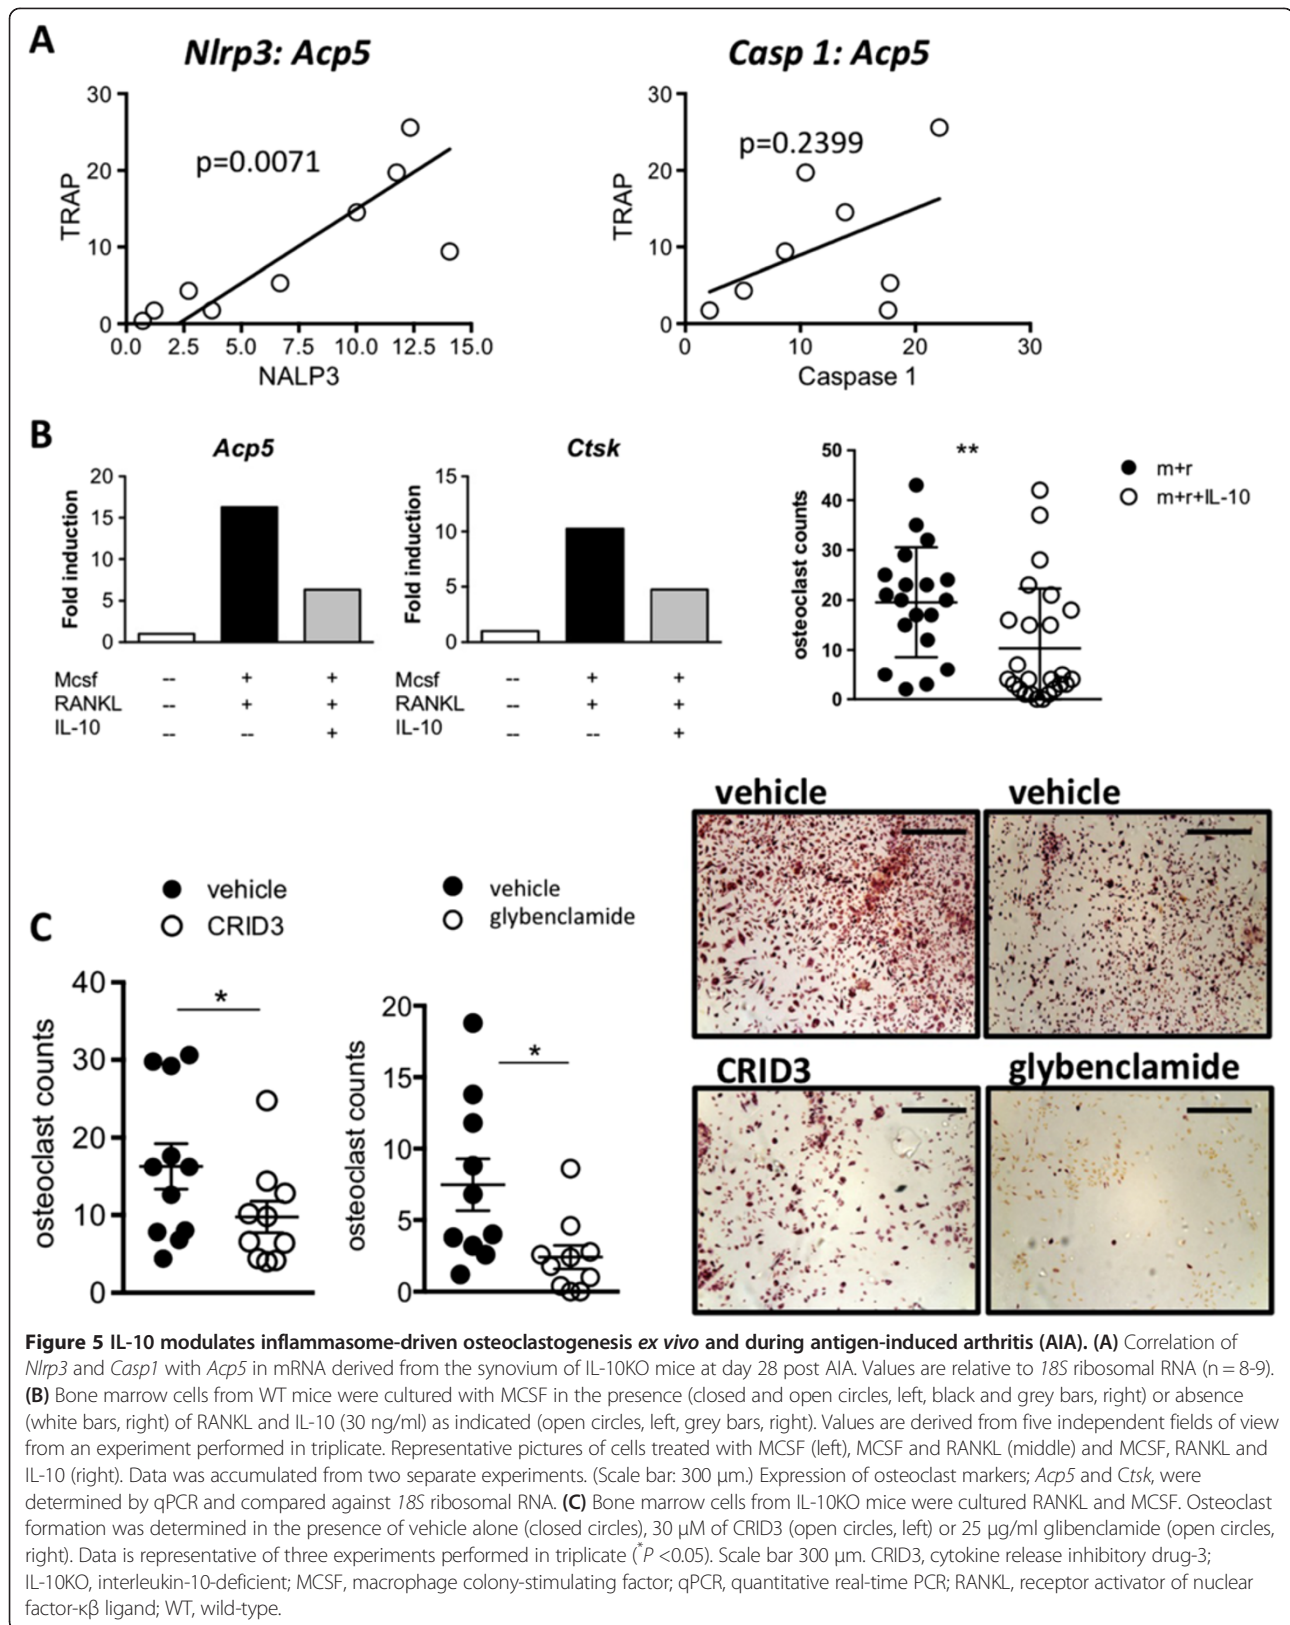 A
Nlrp3: Acp5
Casp 1: Acp5
30
20
10
0
TRAP
p=0.0071
0.0 2.5 5.0 7.5 10.0 12.5 15.0
NALP3
30
20
10
0
TRAP
p=0.2399
0 10 20 30
Caspase 1
B
Acp5
20
15
10
5
0
Fold induction
Mcsf -- + +
RANKL -- + +
IL-10 -- -- +
Ctsk
15
10
5
0
Fold induction
Mcsf -- + +
RANKL -- + +
IL-10 -- -- +
50
40
30
20
10
0
osteoclast counts
**
m+r
m+r+IL-10
C
vehicle
CRID3
40
30
20
10
0
osteoclast counts
*
vehicle
glybenclamide
20
15
10
5
0
osteoclast counts
*
vehicle
vehicle
CRID3
glybenclamide
Figure 5 IL-10 modulates inflammasome-driven osteoclastogenesis ex vivo and during antigen-induced arthritis (AIA). (A) Correlation of
Nlrp3 and Casp1 with Acp5 in mRNA derived from the synovium of IL-10KO mice at day 28 post AIA. Values are relative to 18S ribosomal RNA (n = 8-9).
(B) Bone marrow cells from WT mice were cultured with MCSF in the presence (closed and open circles, left, black and grey bars, right) or absence
(white bars, right) of RANKL and IL-10 (30 ng/ml) as indicated (open circles, left, grey bars, right). Values are derived from five independent fields of view
from an experiment performed in triplicate. Representative pictures of cells treated with MCSF (left), MCSF and RANKL (middle) and MCSF, RANKL and
IL-10 (right). Data was accumulated from two separate experiments. (Scale bar: 300 μm.) Expression of osteoclast markers; Acp5 and Ctsk, were
determined by qPCR and compared against 18S ribosomal RNA. (C) Bone marrow cells from IL-10KO mice were cultured RANKL and MCSF. Osteoclast
formation was determined in the presence of vehicle alone (closed circles), 30 μM of CRID3 (open circles, left) or 25 μg/ml glibenclamide (open circles,
right). Data is representative of three experiments performed in triplicate (*P <0.05). Scale bar 300 μm. CRID3, cytokine release inhibitory drug-3;
IL-10KO, interleukin-10-deficient; MCSF, macrophage colony-stimulating factor; qPCR, quantitative real-time PCR; RANKL, receptor activator of nuclear
factor-κβ ligand; WT, wild-type.